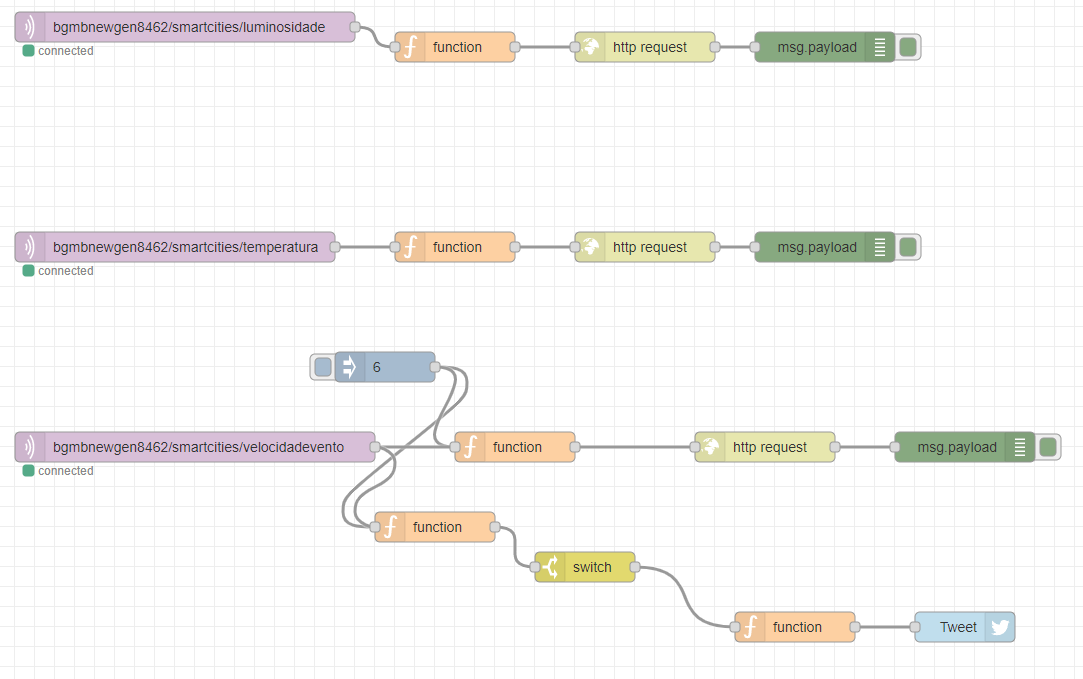 bgmbnewgen8462/smartcities/luminosidade
connected
function
http request
msg.payload
bgmbnewgen8462/smartcities/temperatura
connected
function
http request
msg.payload
6
bgmbnewgen8462/smartcities/velocidadevento
connected
function
http request
msg.payload
function
switch
function
Tweet